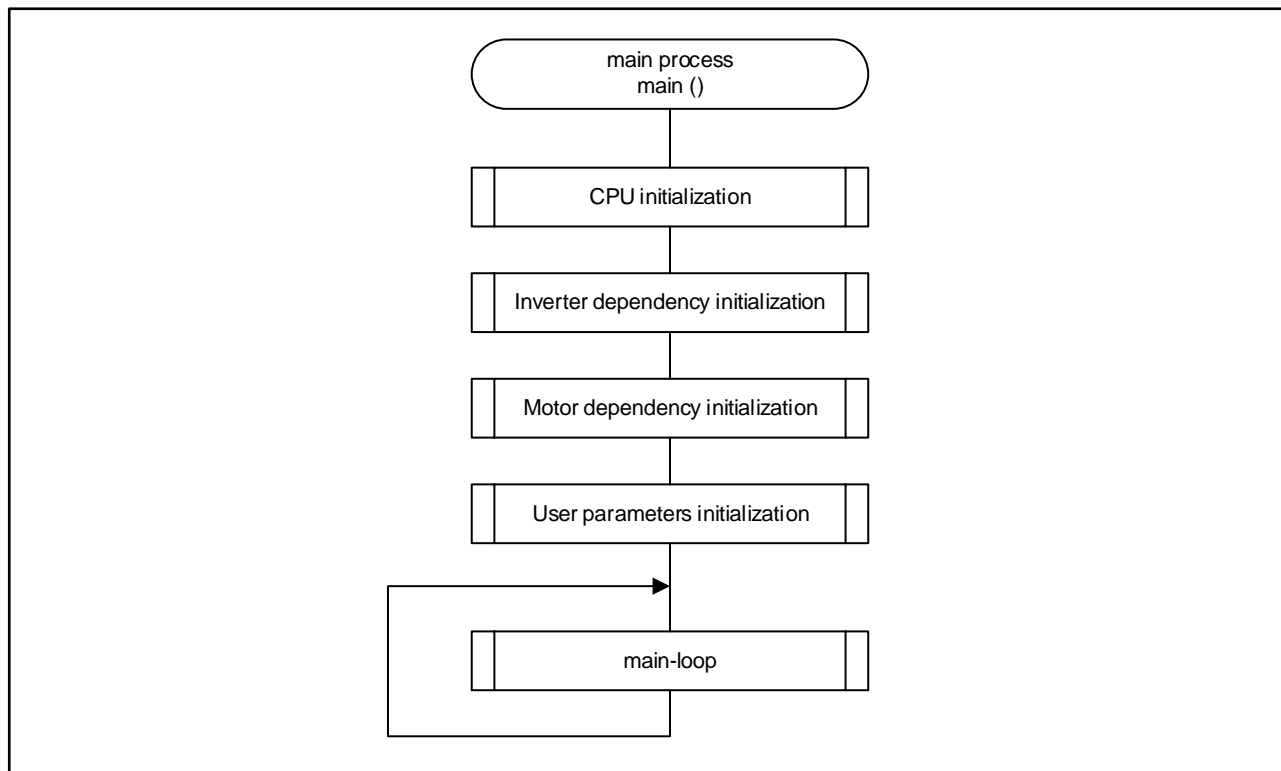 main process
main ()
CPU initialization
Inverter dependency initialization
Motor dependency initialization
User parameters initialization
main-loop